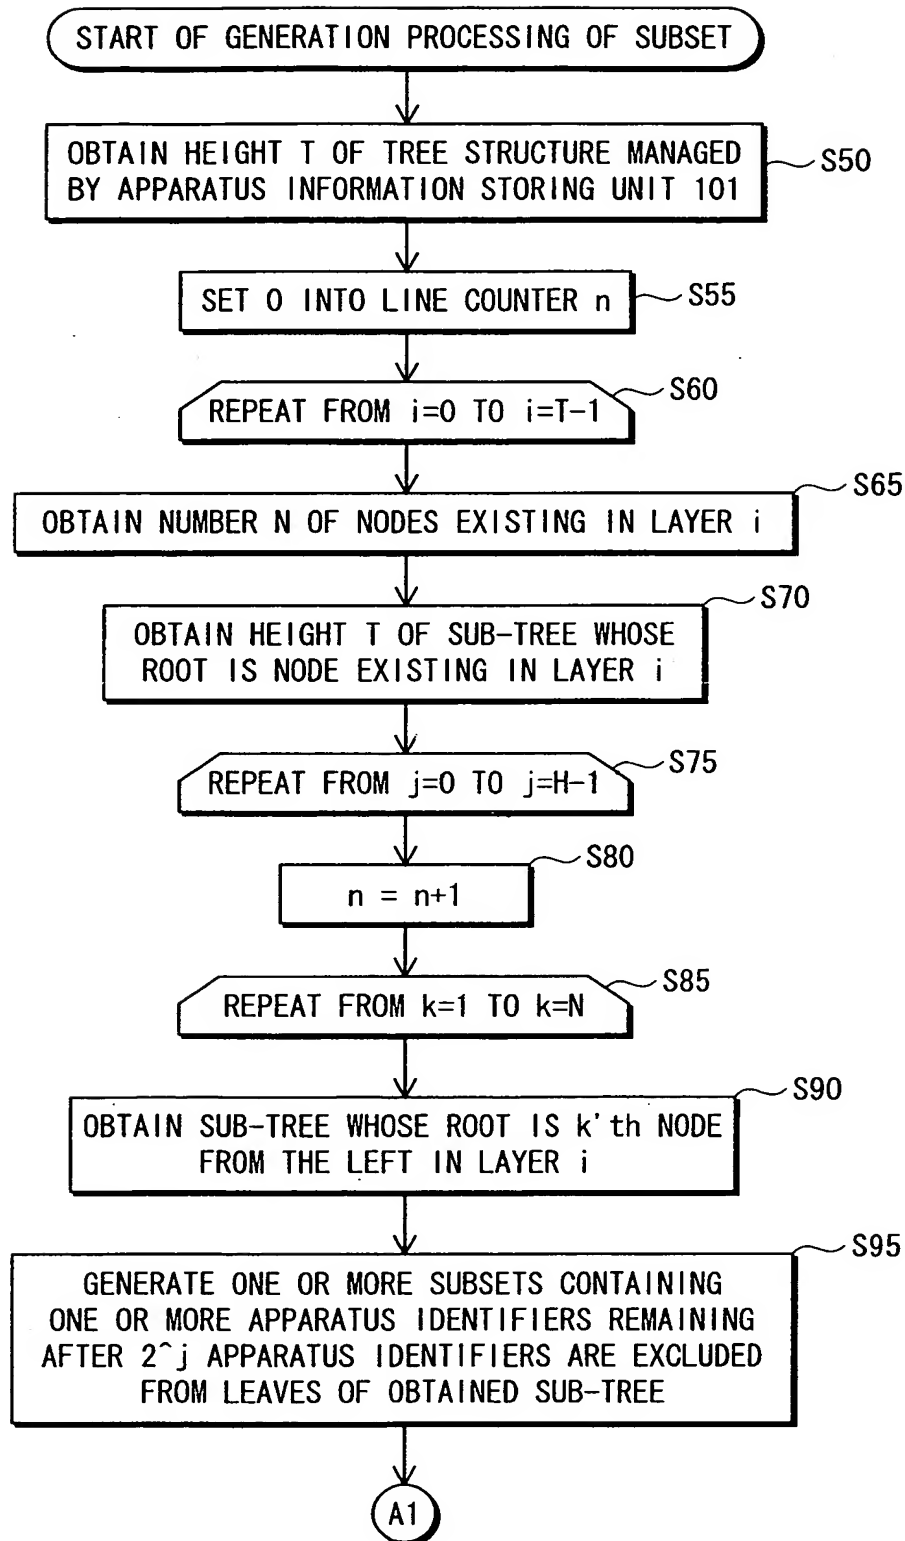 START OF GENERATION PROCESSING OF SUBSET
OBTAIN HEIGHT T OF TREE STRUCTURE MANAGED
BY APPARATUS INFORMATION STORING UNIT 101
S50
SET 0 INTO LINE COUNTER n
S55
REPEAT FROM i=0 TO i=T-1
S60
OBTAIN NUMBER N OF NODES EXISTING IN LAYER i
S65
OBTAIN HEIGHT T OF SUB-TREE WHOSE
ROOT IS NODE EXISTING IN LAYER i
S70
REPEAT FROM j=0 TO j=H-1
S75
n = n+1
S80
REPEAT FROM k=1 TO k=N
S85
OBTAIN SUB-TREE WHOSE ROOT IS k'th NODE
FROM THE LEFT IN LAYER i
S90
GENERATE ONE OR MORE SUBSETS CONTAINING
ONE OR MORE APPARATUS IDENTIFIERS REMAINING
AFTER 2^j APPARATUS IDENTIFIERS ARE EXCLUDED
FROM LEAVES OF OBTAINED SUB-TREE
S95
A1